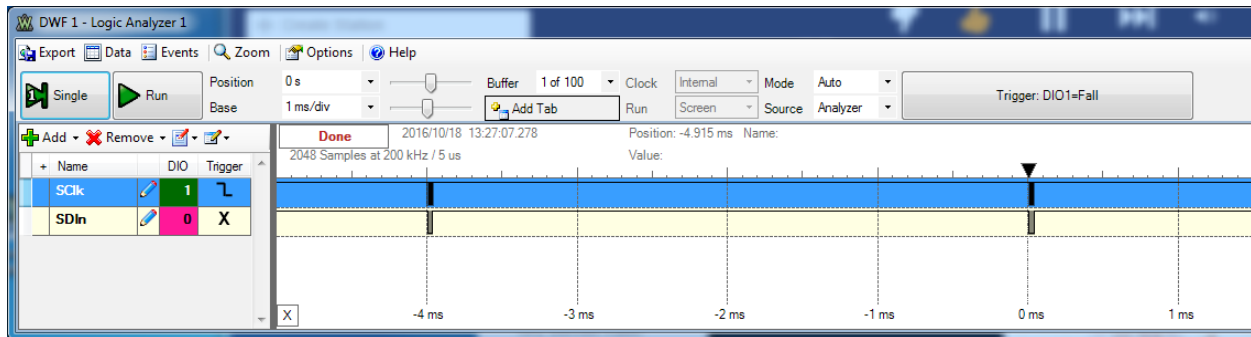 DWF 1 - Logic Analyzer 1
Export Data Events Zoom Options Help
Single Run Position 0 s Buffer 1 of 100 Clock Internal Mode Auto Trigger: DIO1=Fall
Base 1 ms/div Add Tab Run Screen Source Analyzer
Add Remove Done 2016/10/18 13:27:07.278 Position: -4.915 ms Name:
2048 Samples at 200 kHz / 5 us Value:
+ Name DIO Trigger
SClk 1
SDIn 0 X
X -4 ms -3 ms -2 ms -1 ms 0 ms 1 ms